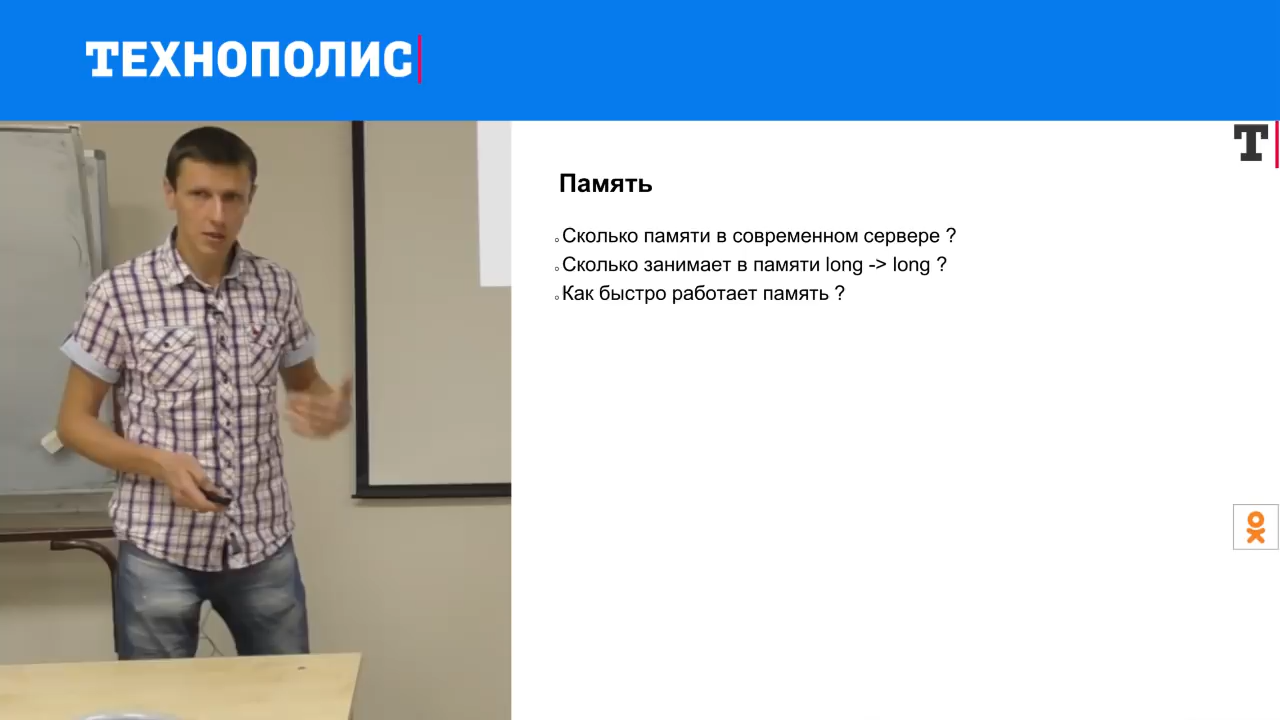 ТЕХНОПОЛИС
Т
Память
Сколько памяти в современном сервере ?
Сколько занимает в памяти long -> long ?
Как быстро работает память ?